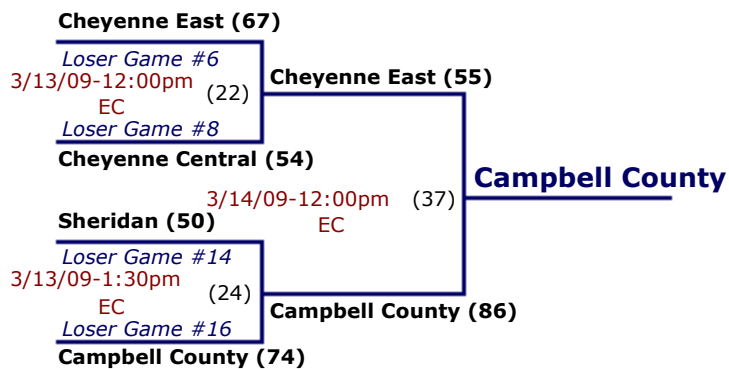 Cheyenne East (67)
Loser Game #6
3/13/09-12:00pm
EC
(22)
Loser Game #8
Cheyenne Central (54)
Cheyenne East (55)
3/14/09-12:00pm
EC
(37)
Campbell County
Sheridan (50)
Loser Game #14
3/13/09-1:30pm
EC
(24)
Loser Game #16
Campbell County (74)
Campbell County (86)